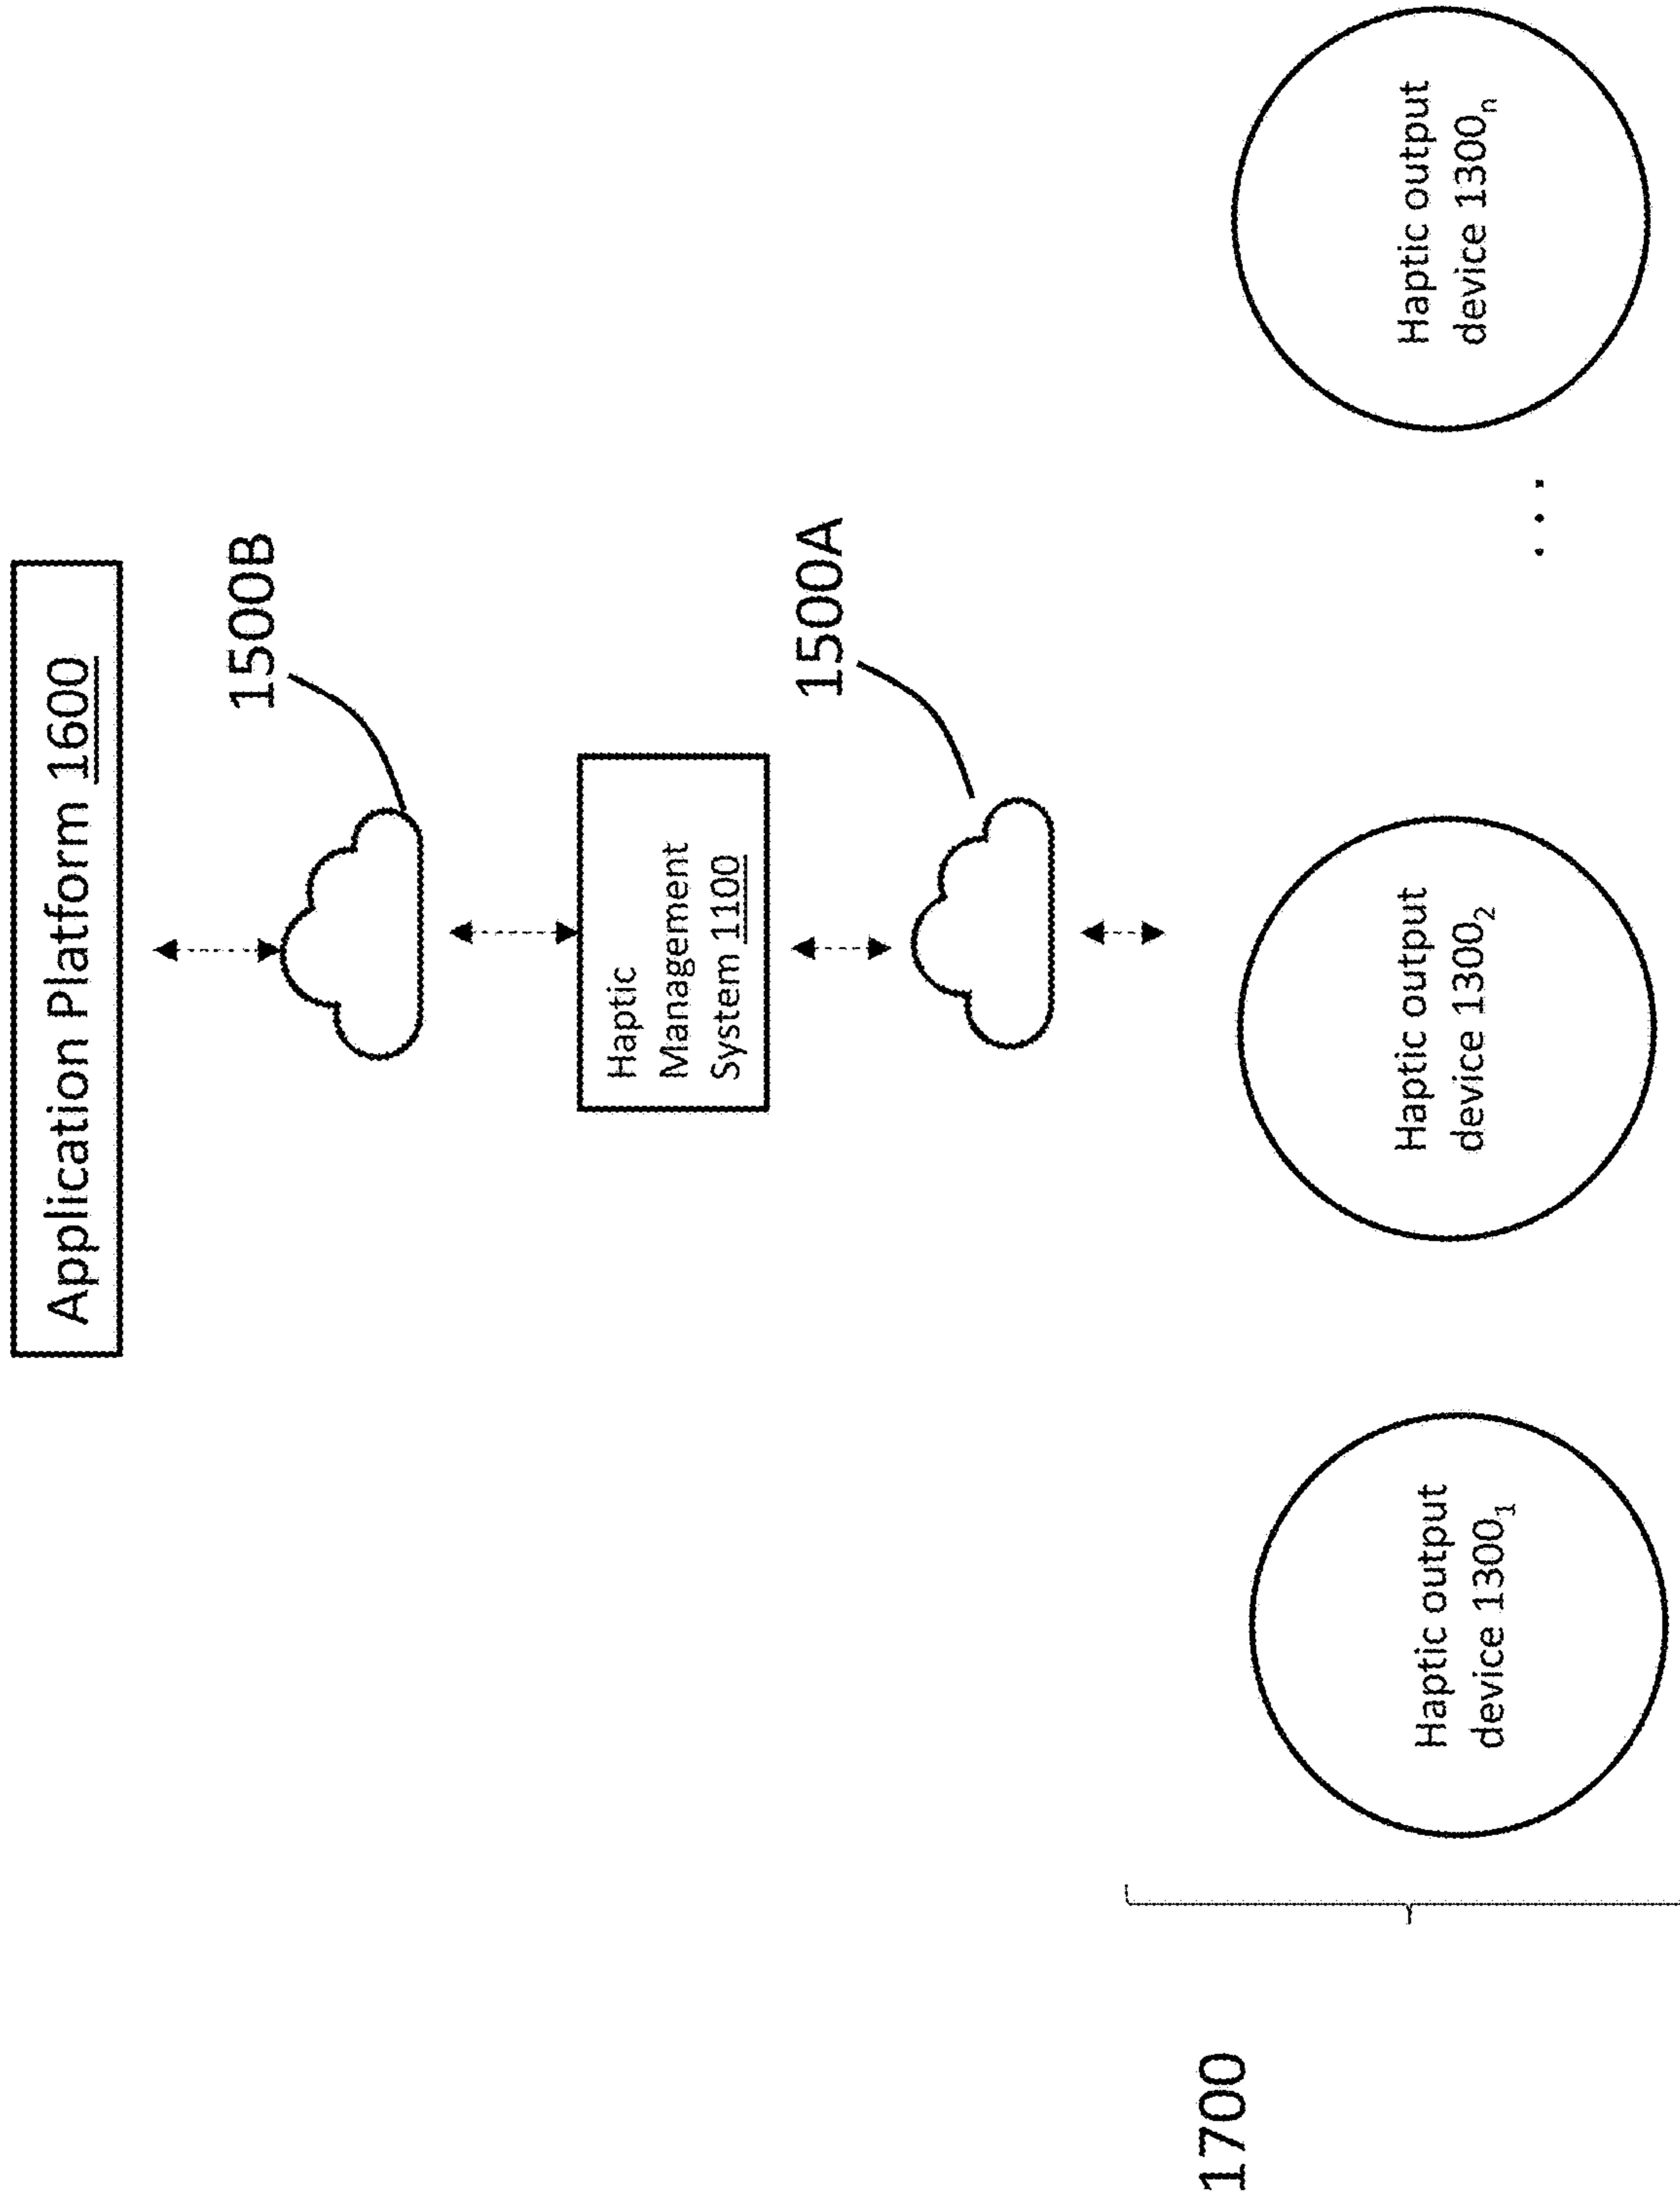 Application Platform 1600
1500B
Haptic
Management
System 1100
1500A
1700
Haptic output
device 1300₁
Haptic output
device 1300₂
. . .
Haptic output
device 1300ₙ